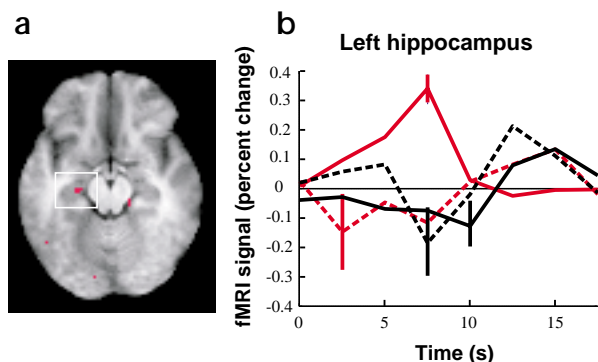 a
b
Left hippocampus
fMRI signal (percent change)
0.4
0.3
0.2
0.1
0
-0.1
-0.2
-0.3
-0.4
0 5 10 15
Time (s)